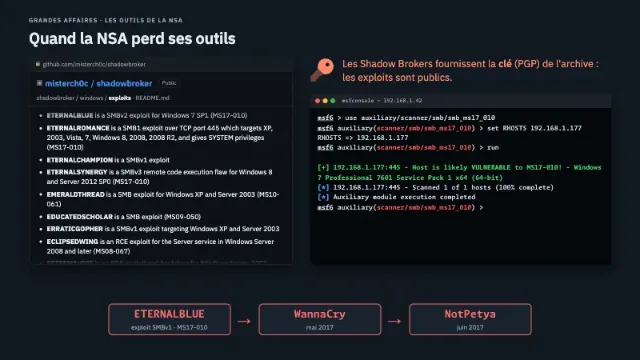 GRANDES AFFAIRES · LES OUTILS DE LA NSA
Quand la NSA perd ses outils
github.com/misterch0c/shadowbroker
misterch0c / shadowbroker Public
shadowbroker / windows / exploits · README.md
• ETERNALBLUE is a SMBv2 exploit for Windows 7 SP1 (MS17-010)
• ETERNALROMANCE is a SMB1 exploit over TCP port 445 which targets XP,
2003, Vista, 7, Windows 8, 2008, 2008 R2, and gives SYSTEM privileges
(MS17-010)
• ETERNALCHAMPION is a SMBv1 exploit
• ETERNALSYNERGY is a SMBv3 remote code execution flaw for Windows 8
and Server 2012 SP0 (MS17-010)
• EMERALDTHREAD is a SMB exploit for Windows XP and Server 2003 (MS10-
061)
• EDUCATEDSCHOLAR is a SMB exploit (MS09-050)
• ERRATICGOPHER is a SMBv1 exploit targeting Windows XP and Server 2003
• ECLIPSEDWING is an RCE exploit for the Server service in Windows Server
2008 and later (MS08-067)
Les Shadow Brokers fournissent la clé (PGP) de l'archive :
les exploits sont publics.
msfconsole — 192.168.1.42
msf6 > use auxiliary/scanner/smb/smb_ms17_010
msf6 auxiliary(scanner/smb/smb_ms17_010) > set RHOSTS 192.168.1.177
RHOSTS => 192.168.1.177
msf6 auxiliary(scanner/smb/smb_ms17_010) > run
[+] 192.168.1.177:445 - Host is likely VULNERABLE to MS17-010! - Windows
7 Professional 7601 Service Pack 1 x64 (64-bit)
[*] 192.168.1.177:445 - Scanned 1 of 1 hosts (100% complete)
[*] Auxiliary module execution completed
msf6 auxiliary(scanner/smb/smb_ms17_010) >
ETERNALBLUE → WannaCry → NotPetya
exploit SMBv1 · MS17-010 mai 2017 juin 2017